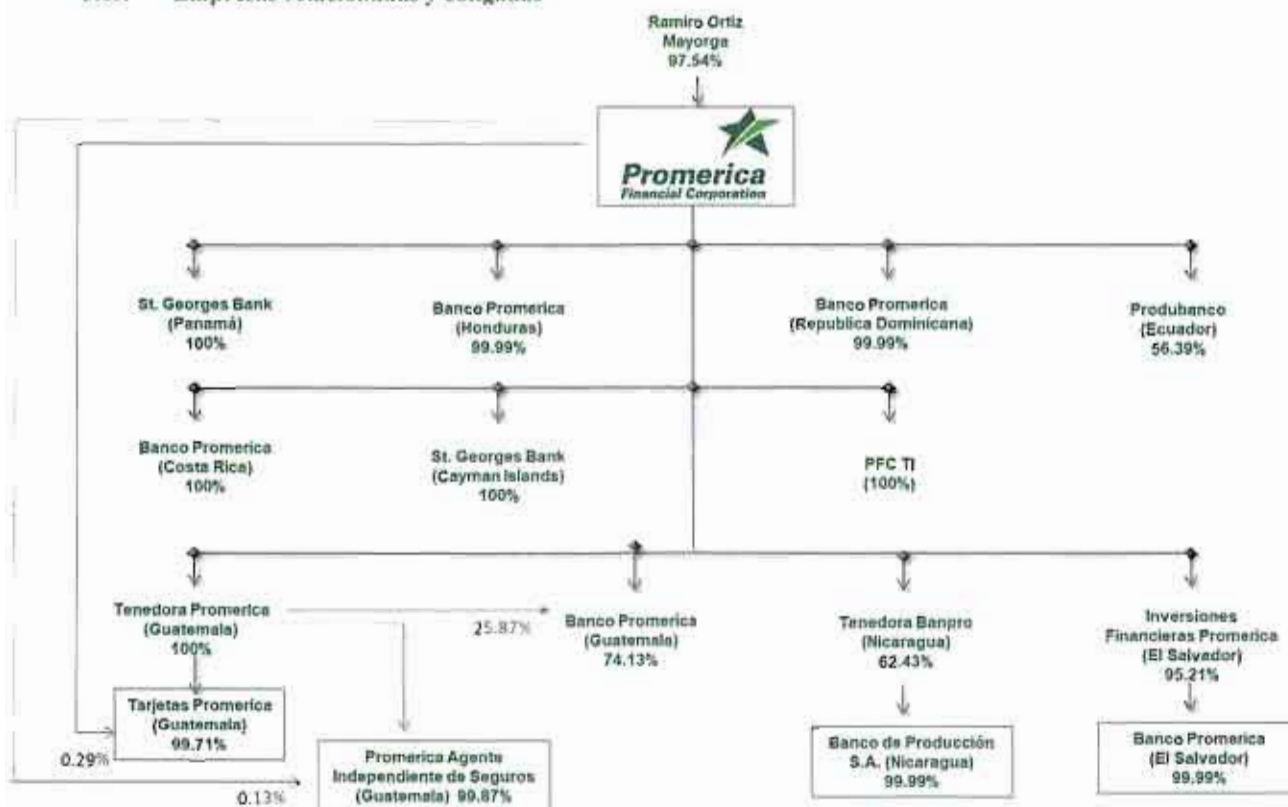 Empresas relacionadas y coligadas
Ramiro Ortiz
Mayorga
97.54%
Promerica
Financial Corporation
St. Georges Bank
(Panamá)
100%
Banco Promerica
(Honduras)
99.99%
Banco Promerica
(Republica Dominicana)
99.99%
Produbanco
(Ecuador)
56.39%
Banco Promerica
(Costa Rica)
100%
St. Georges Bank
(Cayman Islands)
100%
PFC TI
(100%)
Tenedora Promerica
(Guatemala)
100%
25.87%
Banco Promerica
(Guatemala)
74.13%
Tenedora Banpro
(Nicaragua)
62.43%
Inversiones
Financieras Promerica
(El Salvador)
95.21%
Tarjetas Promerica
(Guatemala)
99.71%
0.29%
Promerica Agente
Independiente de Seguros
(Guatemala) 99.87%
0.13%
Banco de Producción
S.A. (Nicaragua)
99.99%
Banco Promerica
(El Salvador)
99.99%